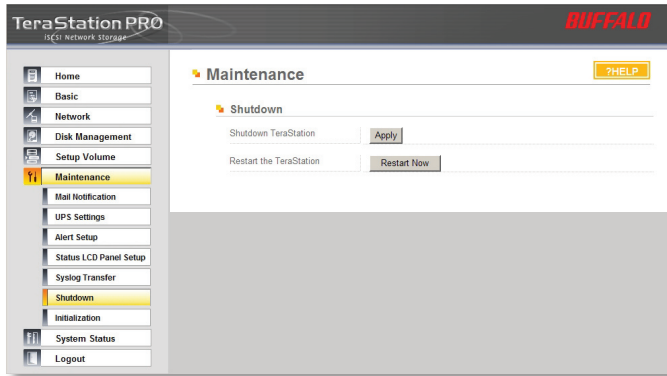 TeraStation PRO
iSCSI Network Storage
BUFFALO
Home
Basic
Network
Disk Management
Setup Volume
Maintenance
Mail Notification
UPS Settings
Alert Setup
Status LCD Panel Setup
Syslog Transfer
Shutdown
Initialization
System Status
Logout
Maintenance
?HELP
Shutdown
Shutdown TeraStation Apply
Restart the TeraStation Restart Now